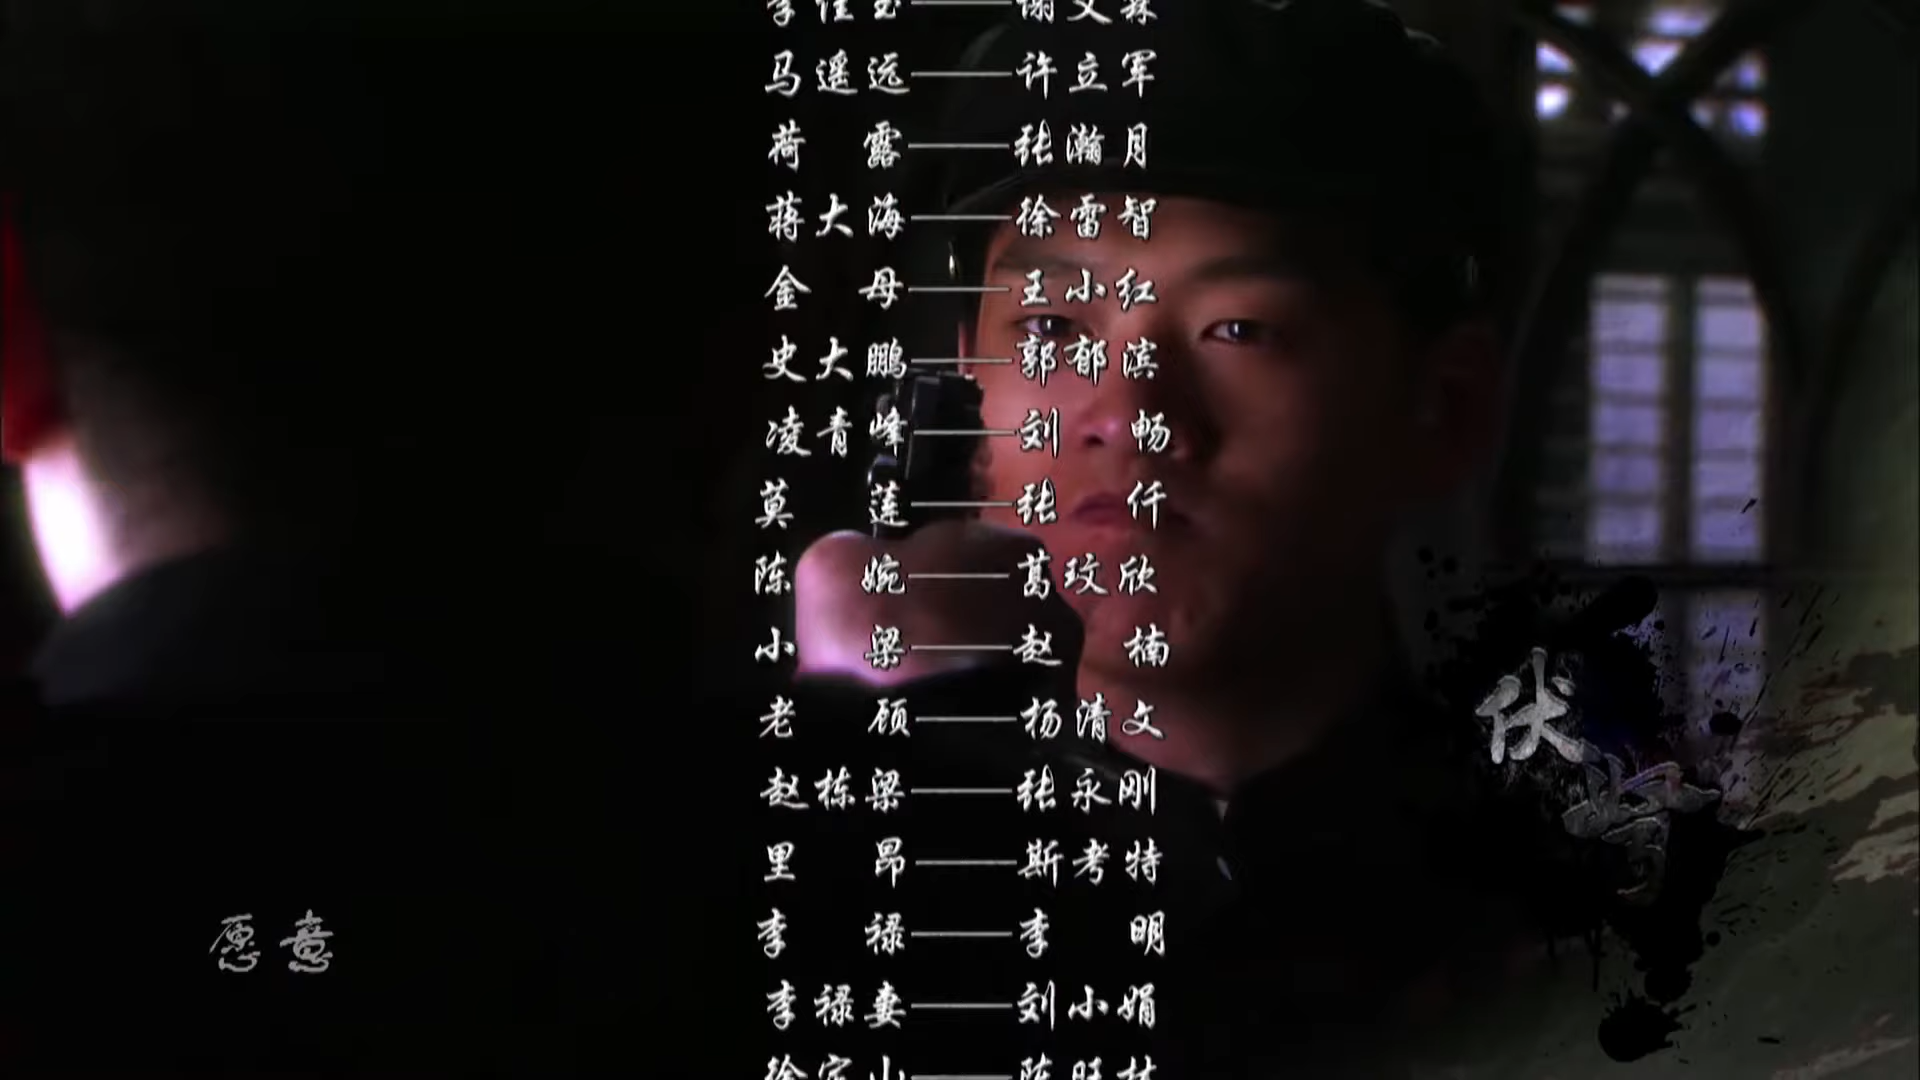 马遥远——许立军
荷露——张瀚月
蒋大海——徐雷智
金母——王小红
史大鹏——郭郁滨
凌青峰——刘畅
莫莲——张仟
陈婉——葛玟欣
小梁——赵楠
老顾——杨清文
赵栋梁——张永刚
里昂——斯考特
李禄——李明
李禄妻——刘小娟
愿意
伏